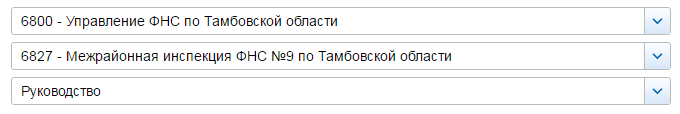 6800 - Управление ФНС по Тамбовской области
6827 - Межрайонная инспекция ФНС №9 по Тамбовской области
Руководство